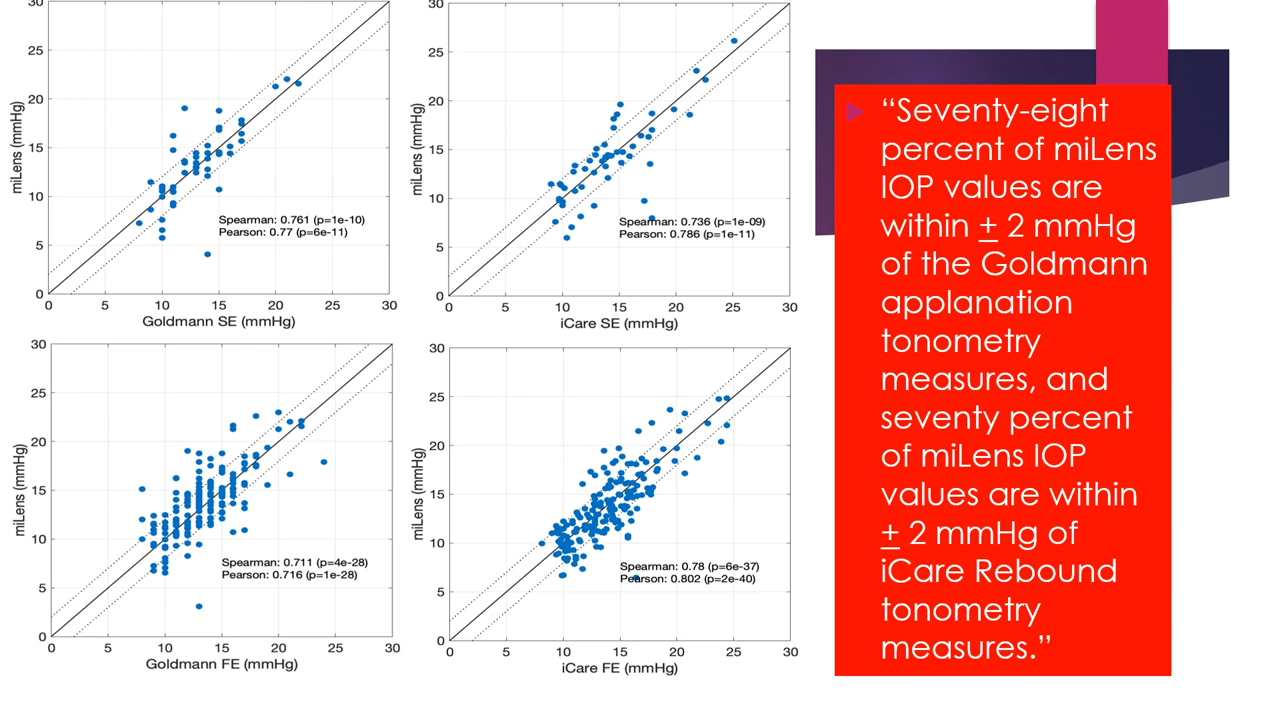 30
25
20
15
10
5
0
miLens (mmHg)
Spearman: 0.761 (p=1e-10)
Pearson: 0.77 (p=6e-11)
0 5 10 15 20 25 30
Goldmann SE (mmHg)
30
25
20
15
10
5
0
miLens (mmHg)
Spearman: 0.736 (p=1e-09)
Pearson: 0.786 (p=1e-11)
0 5 10 15 20 25 30
iCare SE (mmHg)
30
25
20
15
10
5
0
miLens (mmHg)
Spearman: 0.711 (p=4e-28)
Pearson: 0.716 (p=1e-28)
0 5 10 15 20 25 30
Goldmann FE (mmHg)
30
25
20
15
10
5
0
miLens (mmHg)
Spearman: 0.78 (p=6e-37)
Pearson: 0.802 (p=2e-40)
0 5 10 15 20 25 30
iCare FE (mmHg)
“Seventy-eight
percent of miLens
IOP values are
within + 2 mmHg
of the Goldmann
applanation
tonometry
measures, and
seventy percent
of miLens IOP
values are within
+ 2 mmHg of
iCare Rebound
tonometry
measures.”